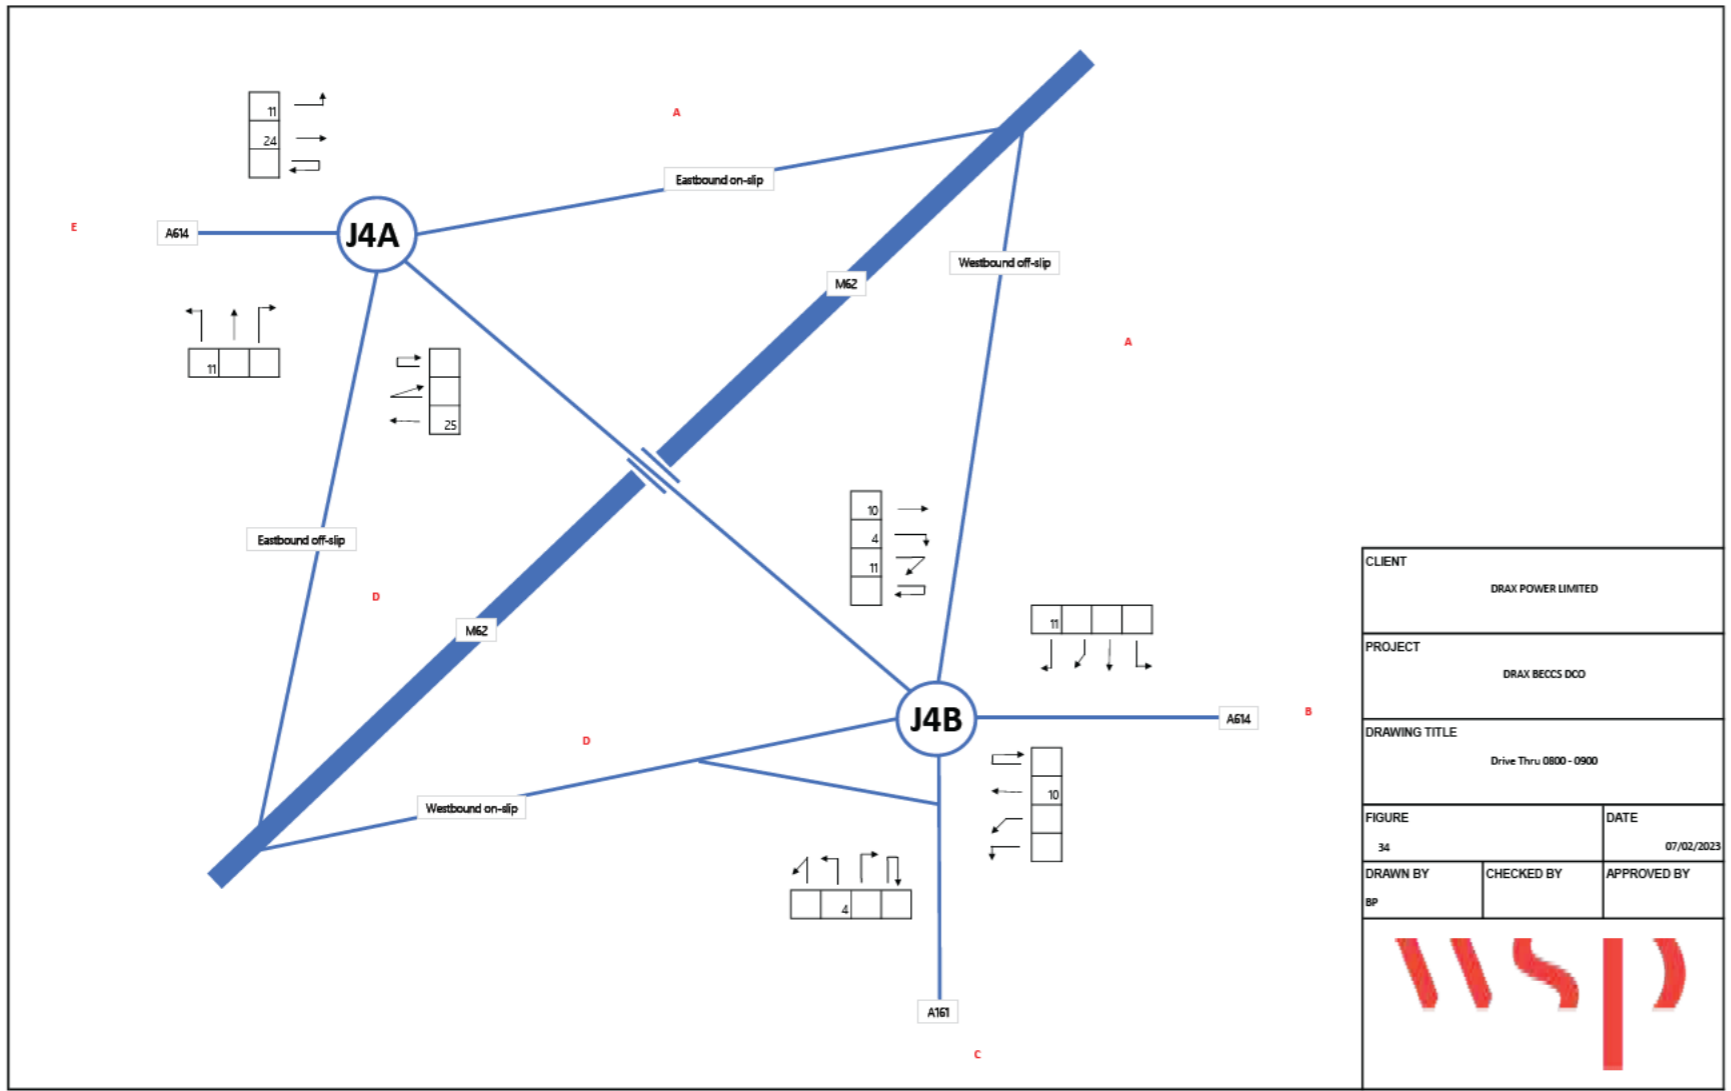 11
24
A
Eastbound on-slip
E
A614
J4A
Westbound off-slip
M62
A
11
25
10
4
11
Eastbound off-slip
D
M62
11
J4B
A614
B
D
Westbound on-slip
10
4
A161
C
CLIENT
DRAX POWER LIMITED
PROJECT
DRAX BECCS DCO
DRAWING TITLE
Drive Thru 0800 - 0900
FIGURE
34
DATE
07/02/2023
DRAWN BY
BP
CHECKED BY
APPROVED BY
wsp